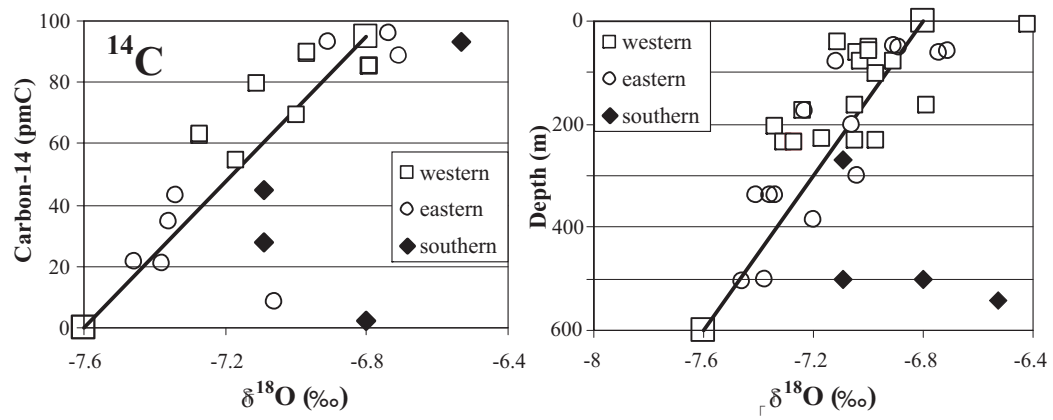 ¹⁴C
Carbon-14 (pmC)
100
80
60
40
20
0
western
eastern
southern
-7.6
-7.2
-6.8
-6.4
δ¹⁸O (‰)
Depth (m)
0
200
400
600
western
eastern
southern
-8
-7.6
-7.2
-6.8
-6.4
δ¹⁸O (‰)